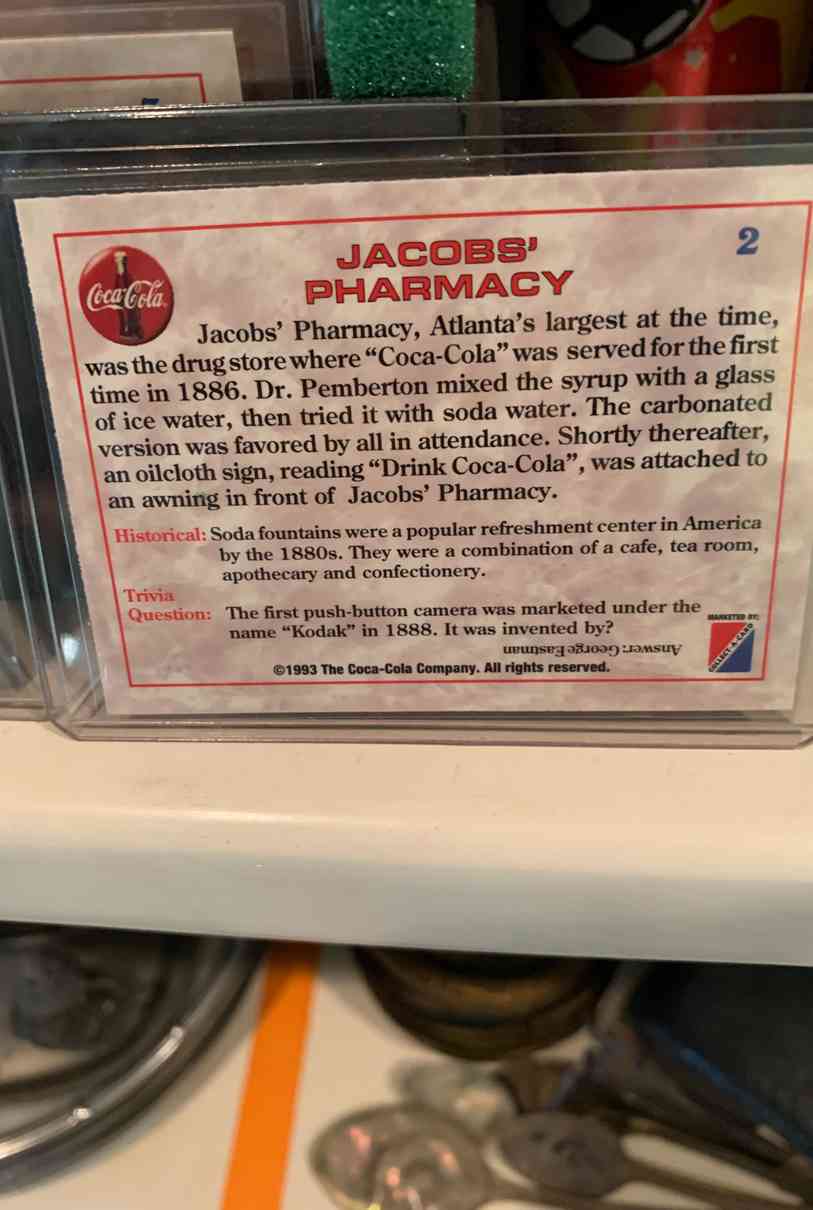 2
Coca-Cola
JACOBS'
PHARMACY
Jacobs' Pharmacy, Atlanta's largest at the time,
was the drug store where “Coca-Cola” was served for the first
time in 1886. Dr. Pemberton mixed the syrup with a glass
of ice water, then tried it with soda water. The carbonated
version was favored by all in attendance. Shortly thereafter,
an oilcloth sign, reading “Drink Coca-Cola”, was attached to
an awning in front of Jacobs' Pharmacy.
Historical: Soda fountains were a popular refreshment center in America
by the 1880s. They were a combination of a cafe, tea room,
apothecary and confectionery.
Trivia
Question: The first push-button camera was marketed under the
name “Kodak” in 1888. It was invented by?
Answer: George Eastman
©1993 The Coca-Cola Company. All rights reserved.
MARKETED BY:
COLLECT-A-CARD